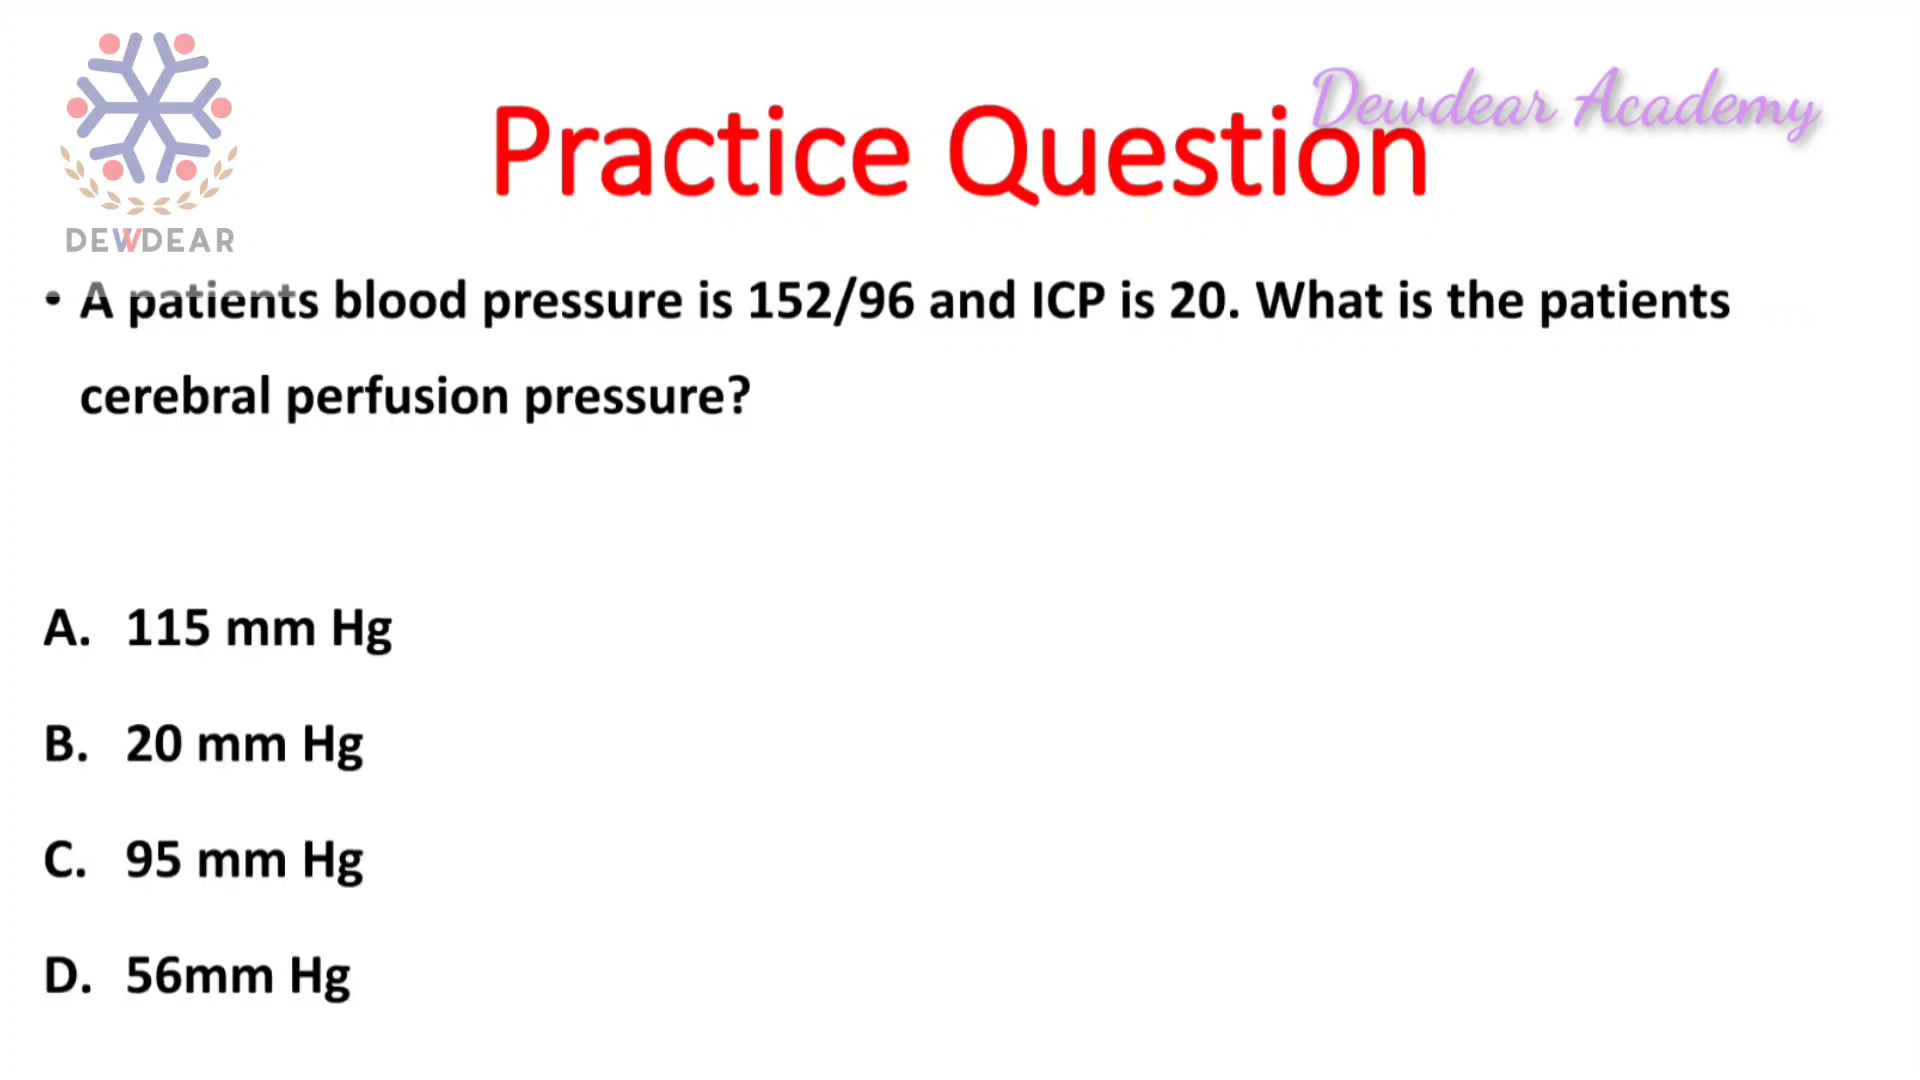 Dewdear Academy
Practice Question
DEWDEAR
• A patients blood pressure is 152/96 and ICP is 20. What is the patients
cerebral perfusion pressure?
A. 115 mm Hg
B. 20 mm Hg
C. 95 mm Hg
D. 56mm Hg